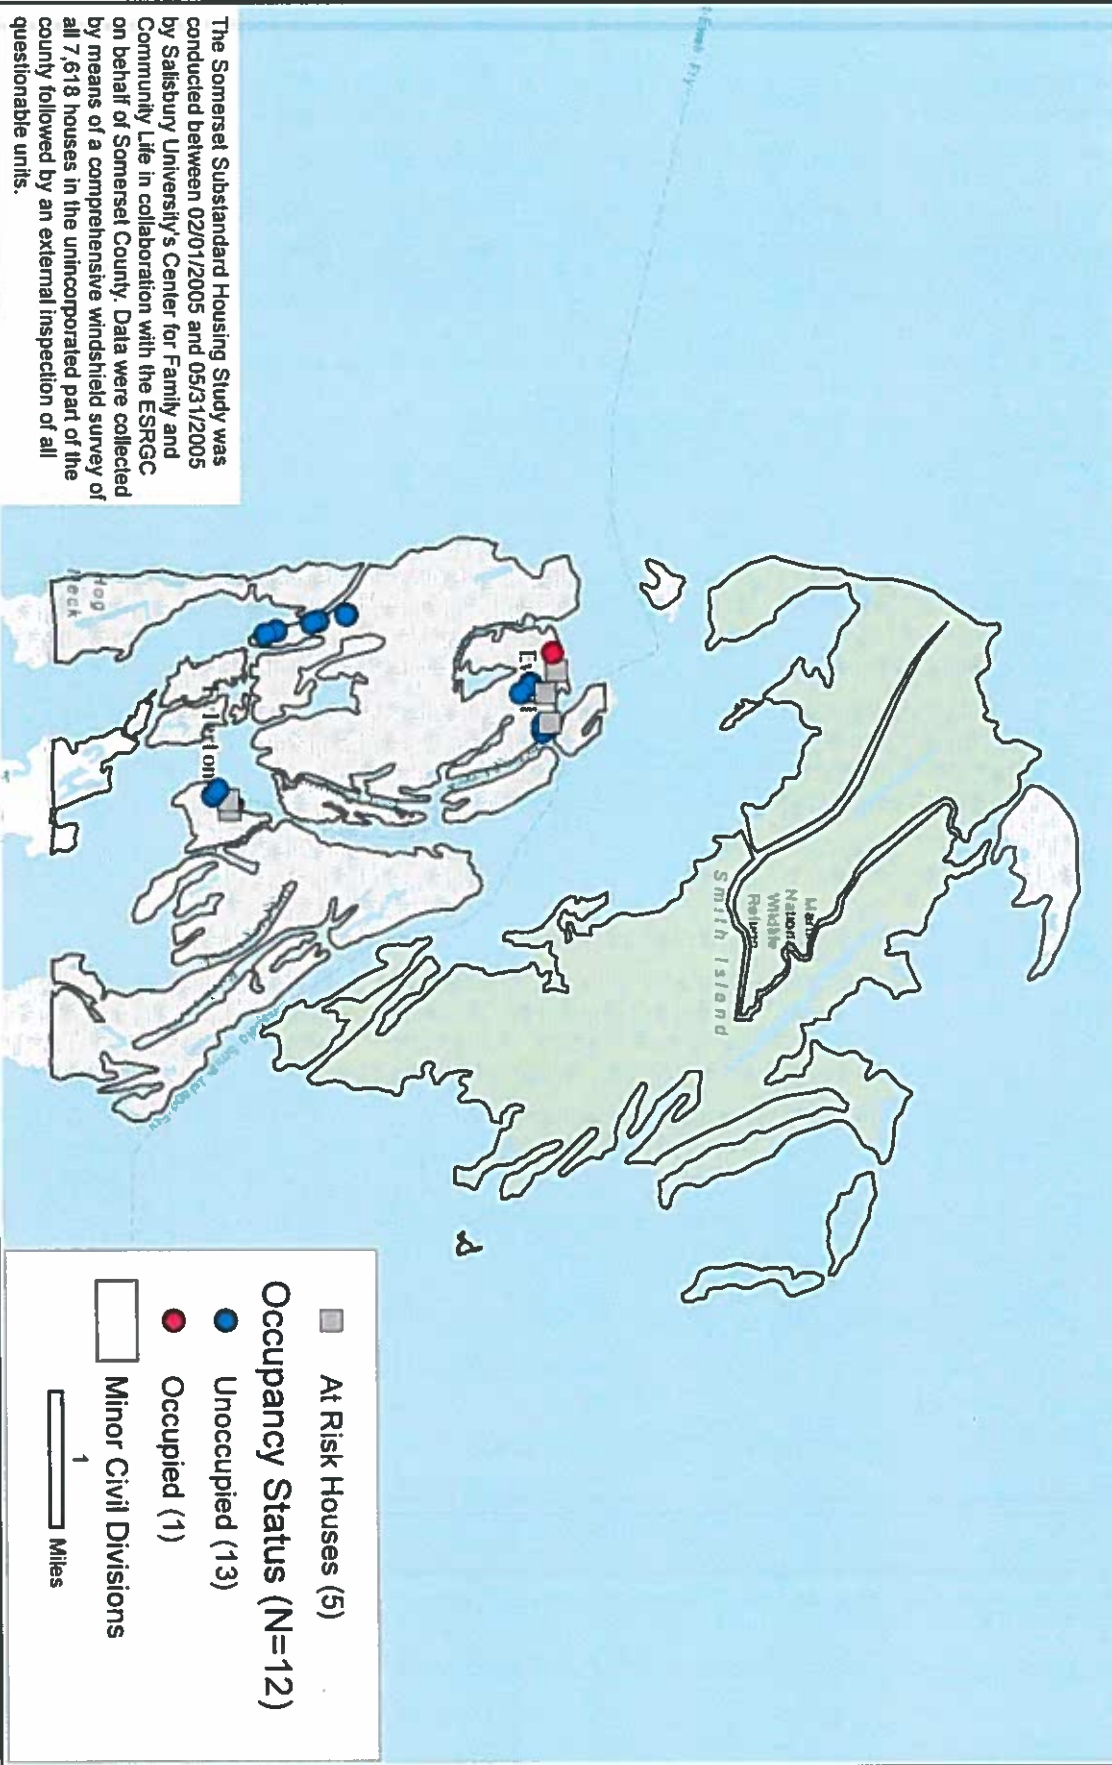 Smith Island
Hog
Neck
The Somerset Substandard Housing Study was
conducted between 02/01/2005 and 05/31/2005
by Salisbury University's Center for Family and
Community Life in collaboration with the ESRGC
on behalf of Somerset County. Data were collected
by means of a comprehensive windshield survey of
all 7,618 houses in the unincorporated part of the
county followed by an external inspection of all
questionable units.
At Risk Houses (5)
Occupancy Status (N=12)
Unoccupied (13)
Occupied (1)
Minor Civil Divisions
1
Miles